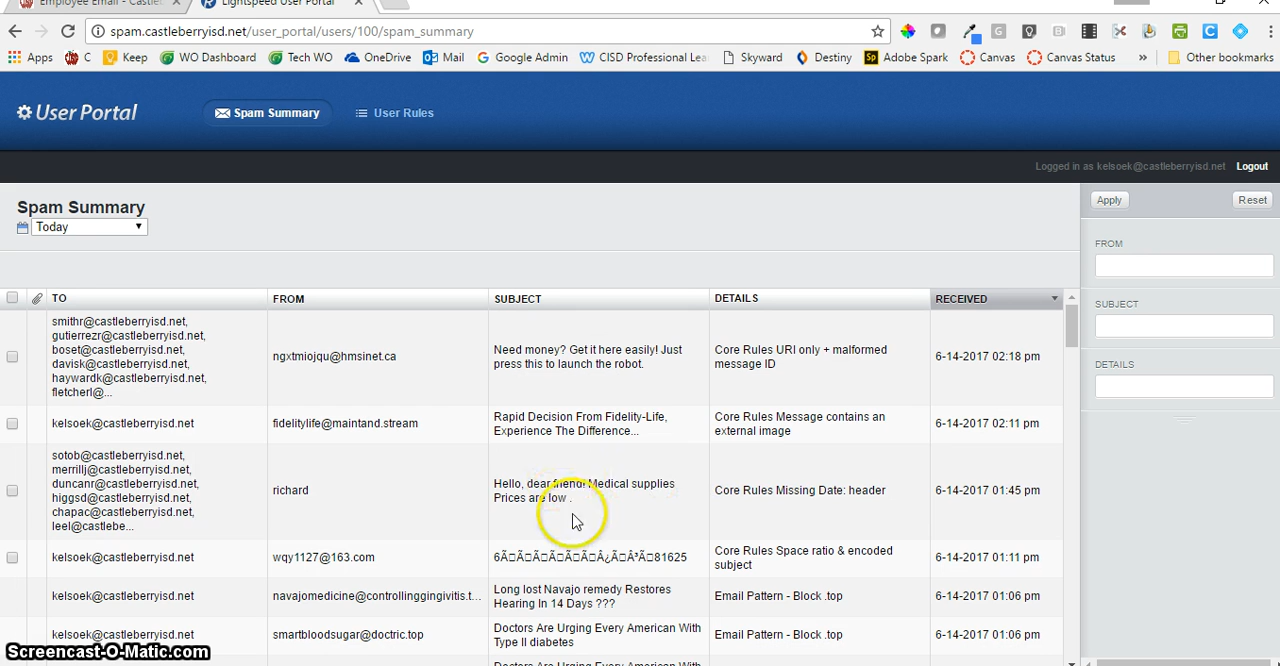 Employee Email - Castle
Lightspeed User Portal
spam.castleberryisd.net/user_portal/users/100/spam_summary
Apps C Keep WO Dashboard Tech WO OneDrive Mail Google Admin CISD Professional Lea Skyward Destiny Adobe Spark Canvas Canvas Status » Other bookmarks
User Portal Spam Summary User Rules
Logged in as kelsoek@castleberryisd.net Logout
Spam Summary
Today
Apply Reset
FROM
SUBJECT
DETAILS
TO FROM SUBJECT DETAILS RECEIVED
smithr@castleberryisd.net,
gutierrezr@castleberryisd.net,
boset@castleberryisd.net,
davisk@castleberryisd.net,
haywardk@castleberryisd.net,
fletcherl@...
ngxtmiojqu@hmsinet.ca
Need money? Get it here easily! Just
press this to launch the robot.
Core Rules URI only + malformed
message ID
6-14-2017 02:18 pm
kelsoek@castleberryisd.net
fidelitylife@maintand.stream
Rapid Decision From Fidelity-Life,
Experience The Difference...
Core Rules Message contains an
external image
6-14-2017 02:11 pm
sotob@castleberryisd.net,
merrillj@castleberryisd.net,
duncanr@castleberryisd.net,
higgsd@castleberryisd.net,
chapac@castleberryisd.net,
leel@castlebe...
richard
Hello, dear friend! Medical supplies
Prices are low .
Core Rules Missing Date: header
6-14-2017 01:45 pm
kelsoek@castleberryisd.net
wqy1127@163.com
Core Rules Space ratio & encoded
subject
6-14-2017 01:11 pm
kelsoek@castleberryisd.net
navajomedicine@controllinggingivitis.t...
Long lost Navajo remedy Restores
Hearing In 14 Days ???
Email Pattern - Block .top
6-14-2017 01:06 pm
kelsoek@castleberryisd.net
smartbloodsugar@doctric.top
Doctors Are Urging Every American With
Type II diabetes
Email Pattern - Block .top
6-14-2017 01:06 pm
Screencast-O-Matic.com